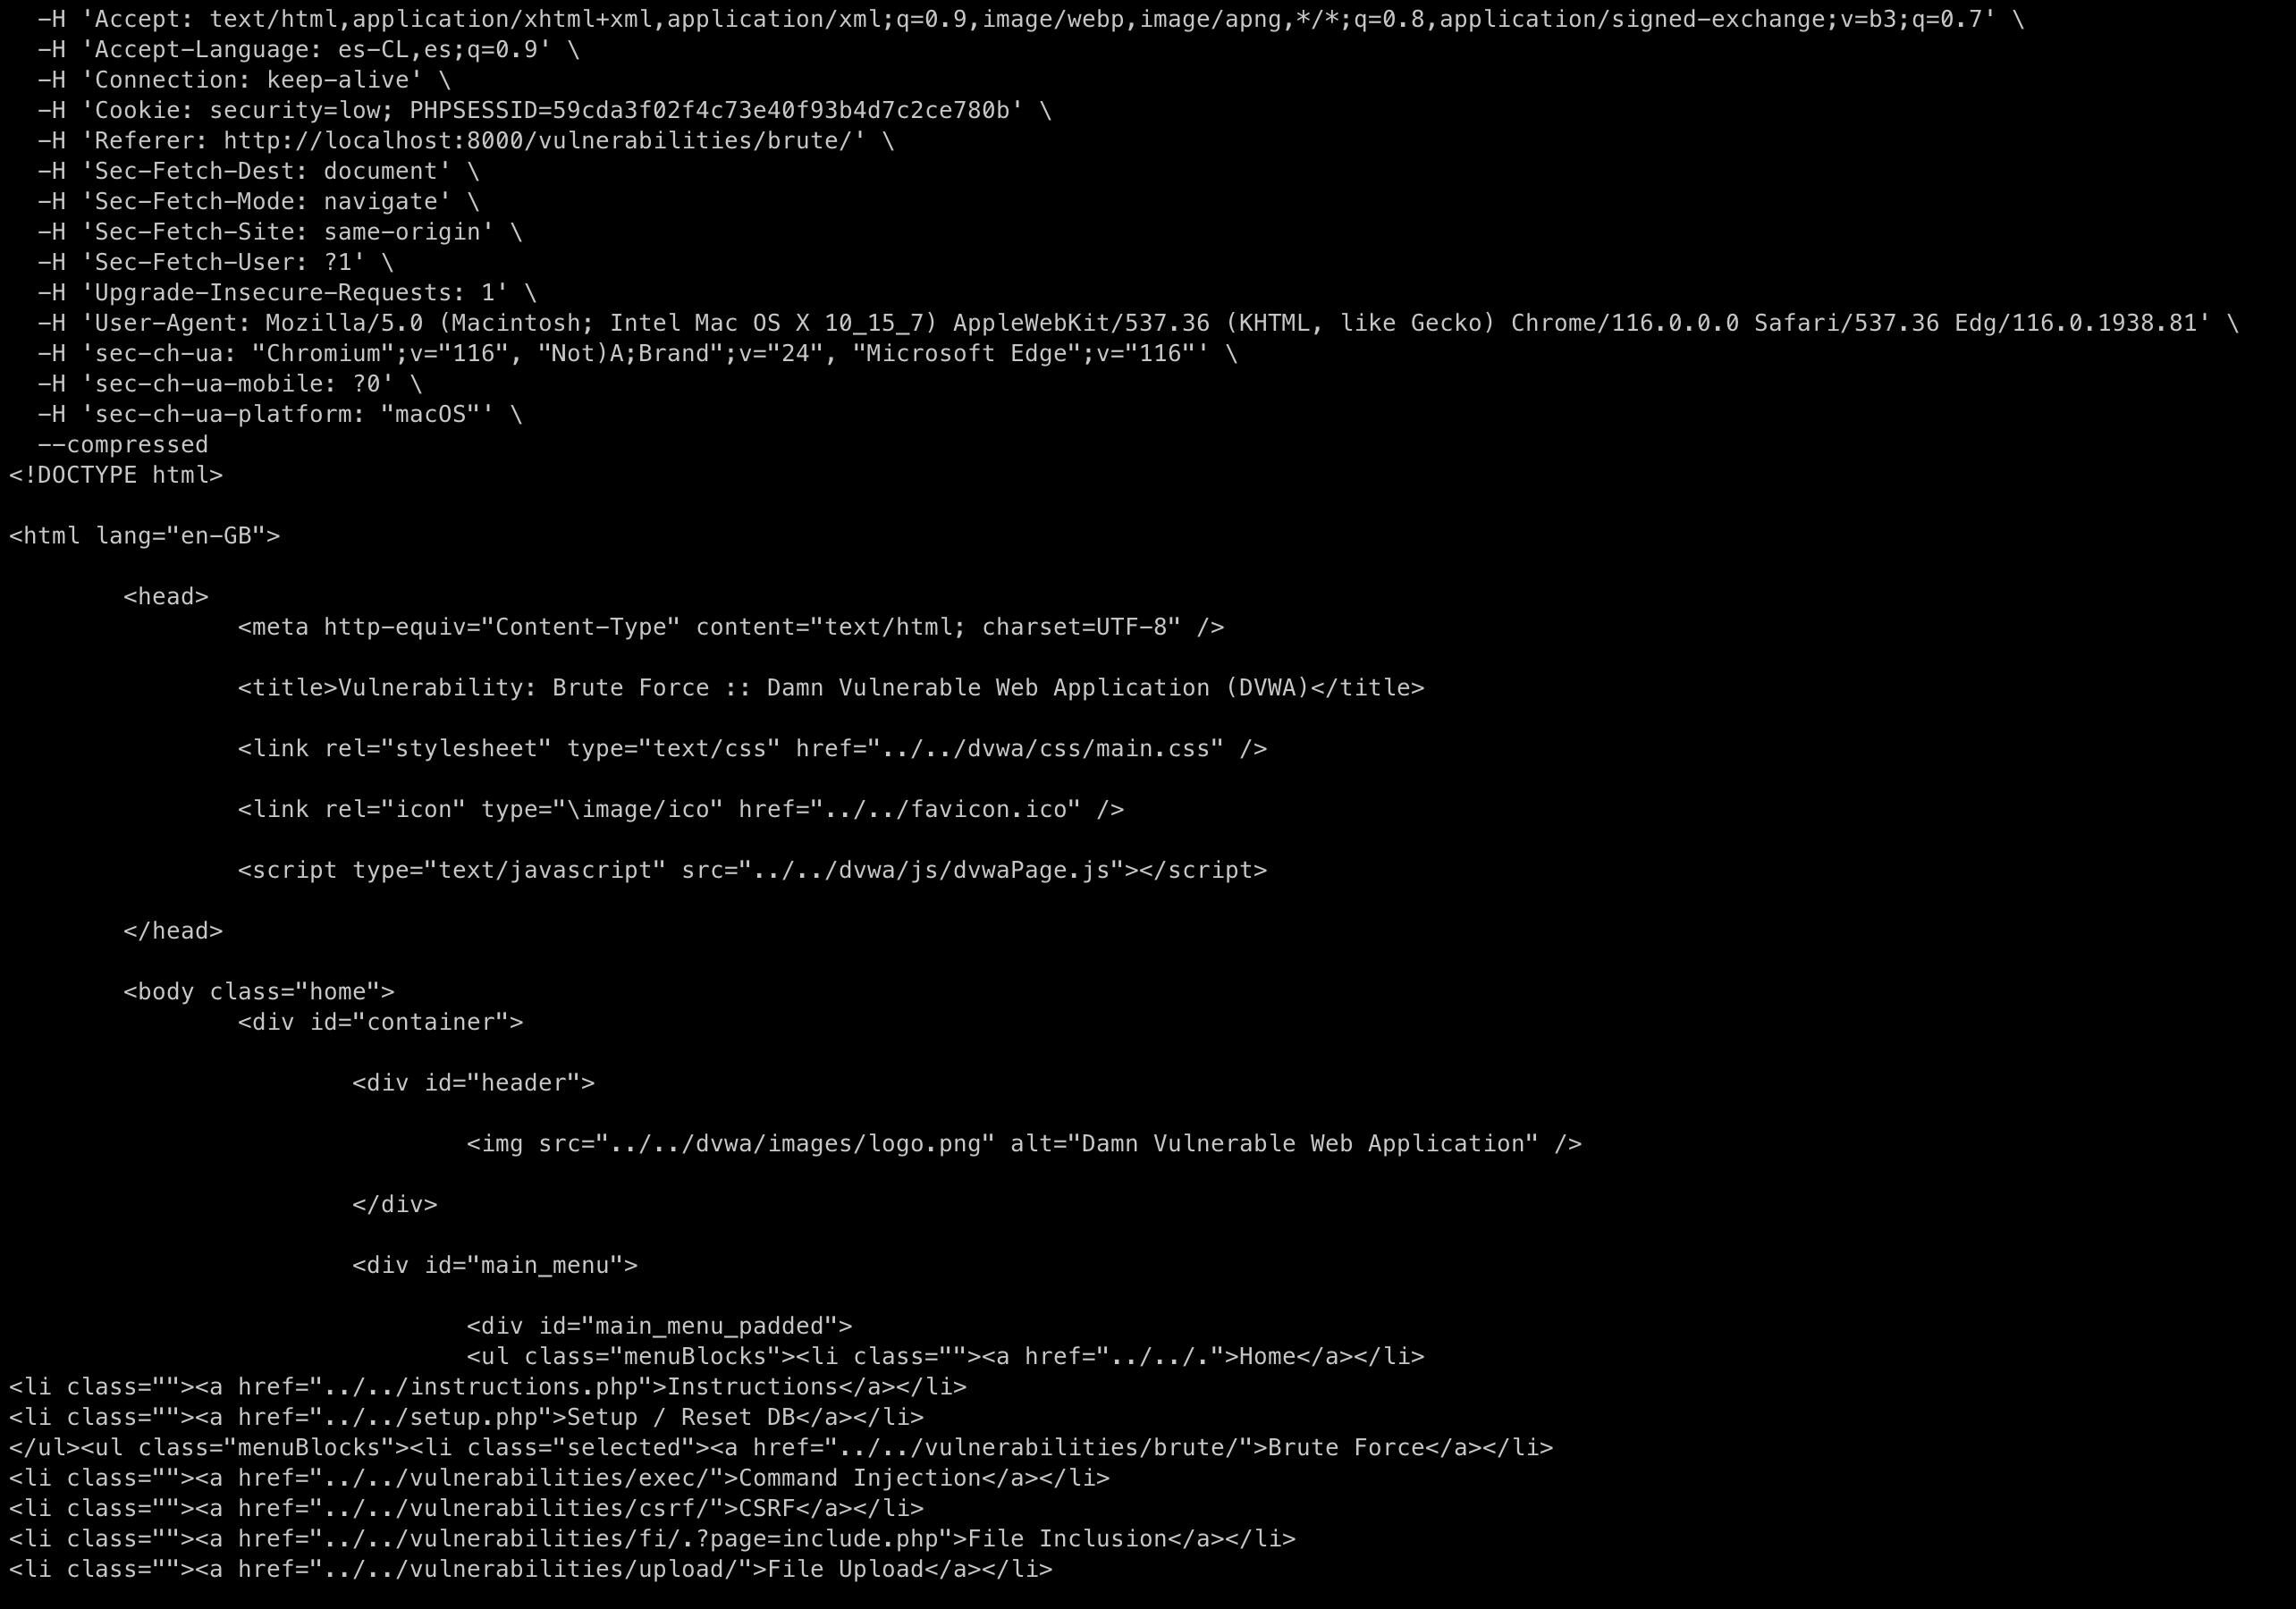 -H 'Accept: text/html,application/xhtml+xml,application/xml;q=0.9,image/webp,image/apng,*/*;q=0.8,application/signed-exchange;v=b3;q=0.7' \
-H 'Accept-Language: es-CL,es;q=0.9' \
-H 'Connection: keep-alive' \
-H 'Cookie: security=low; PHPSESSID=59cda3f02f4c73e40f93b4d7c2ce780b' \
-H 'Referer: http://localhost:8000/vulnerabilities/brute/' \
-H 'Sec-Fetch-Dest: document' \
-H 'Sec-Fetch-Mode: navigate' \
-H 'Sec-Fetch-Site: same-origin' \
-H 'Sec-Fetch-User: ?1' \
-H 'Upgrade-Insecure-Requests: 1' \
-H 'User-Agent: Mozilla/5.0 (Macintosh; Intel Mac OS X 10_15_7) AppleWebKit/537.36 (KHTML, like Gecko) Chrome/116.0.0.0 Safari/537.36 Edg/116.0.1938.81' \
-H 'sec-ch-ua: "Chromium";v="116", "Not)A;Brand";v="24", "Microsoft Edge";v="116"' \
-H 'sec-ch-ua-mobile: ?0' \
-H 'sec-ch-ua-platform: "macOS"' \
--compressed
<!DOCTYPE html>
<html lang="en-GB">
<head>
<meta http-equiv="Content-Type" content="text/html; charset=UTF-8" />
<title>Vulnerability: Brute Force :: Damn Vulnerable Web Application (DVWA)</title>
<link rel="stylesheet" type="text/css" href="../../dvwa/css/main.css" />
<link rel="icon" type="\image/ico" href="../../favicon.ico" />
<script type="text/javascript" src="../../dvwa/js/dvwaPage.js"></script>
</head>
<body class="home">
<div id="container">
<div id="header">
<img src="../../dvwa/images/logo.png" alt="Damn Vulnerable Web Application" />
</div>
<div id="main_menu">
<div id="main_menu_padded">
<ul class="menuBlocks"><li class=""><a href="../../.">Home</a></li>
<li class=""><a href="../../instructions.php">Instructions</a></li>
<li class=""><a href="../../setup.php">Setup / Reset DB</a></li>
</ul><ul class="menuBlocks"><li class="selected"><a href="../../vulnerabilities/brute/">Brute Force</a></li>
<li class=""><a href="../../vulnerabilities/exec/">Command Injection</a></li>
<li class=""><a href="../../vulnerabilities/csrf/">CSRF</a></li>
<li class=""><a href="../../vulnerabilities/fi/.?page=include.php">File Inclusion</a></li>
<li class=""><a href="../../vulnerabilities/upload/">File Upload</a></li>